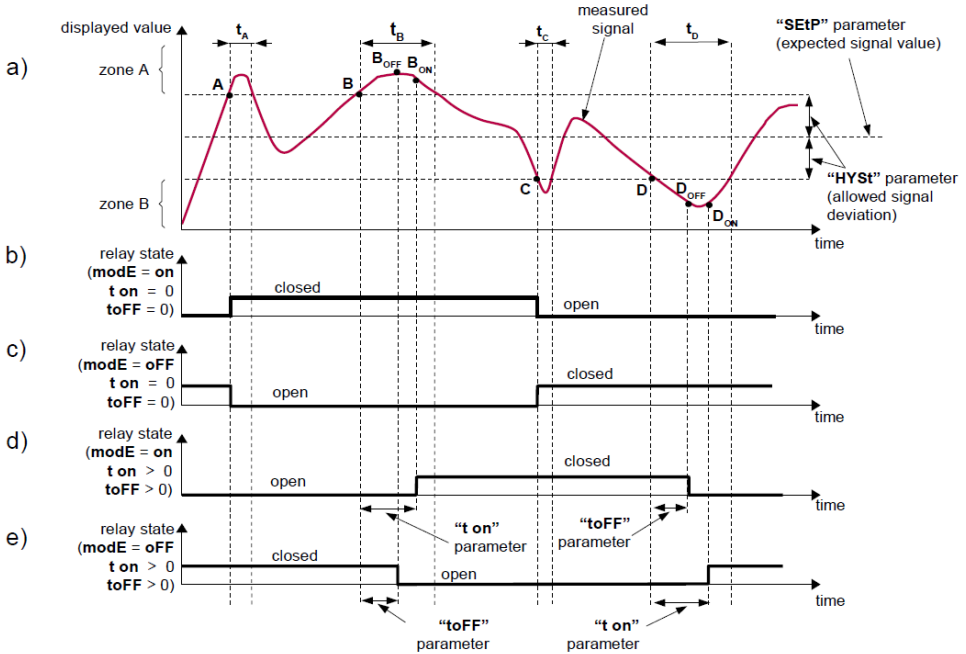 displayed value
tA
tB
tC
tD
measured
signal
“SEtP” parameter
(expected signal value)
a)
zone A
A
B
BOFF
BON
C
D
DOFF
DON
“HYSt” parameter
(allowed signal
deviation)
zone B
time
b)
relay state
(modE = on
t on = 0
toFF = 0)
closed
open
time
c)
relay state
(modE = oFF
t on = 0
toFF = 0)
open
closed
time
d)
relay state
(modE = on
t on > 0
toFF > 0)
open
closed
time
“t on”
parameter
“toFF”
parameter
e)
relay state
(modE = oFF
t on > 0
toFF > 0)
closed
open
time
“toFF”
parameter
“t on”
parameter